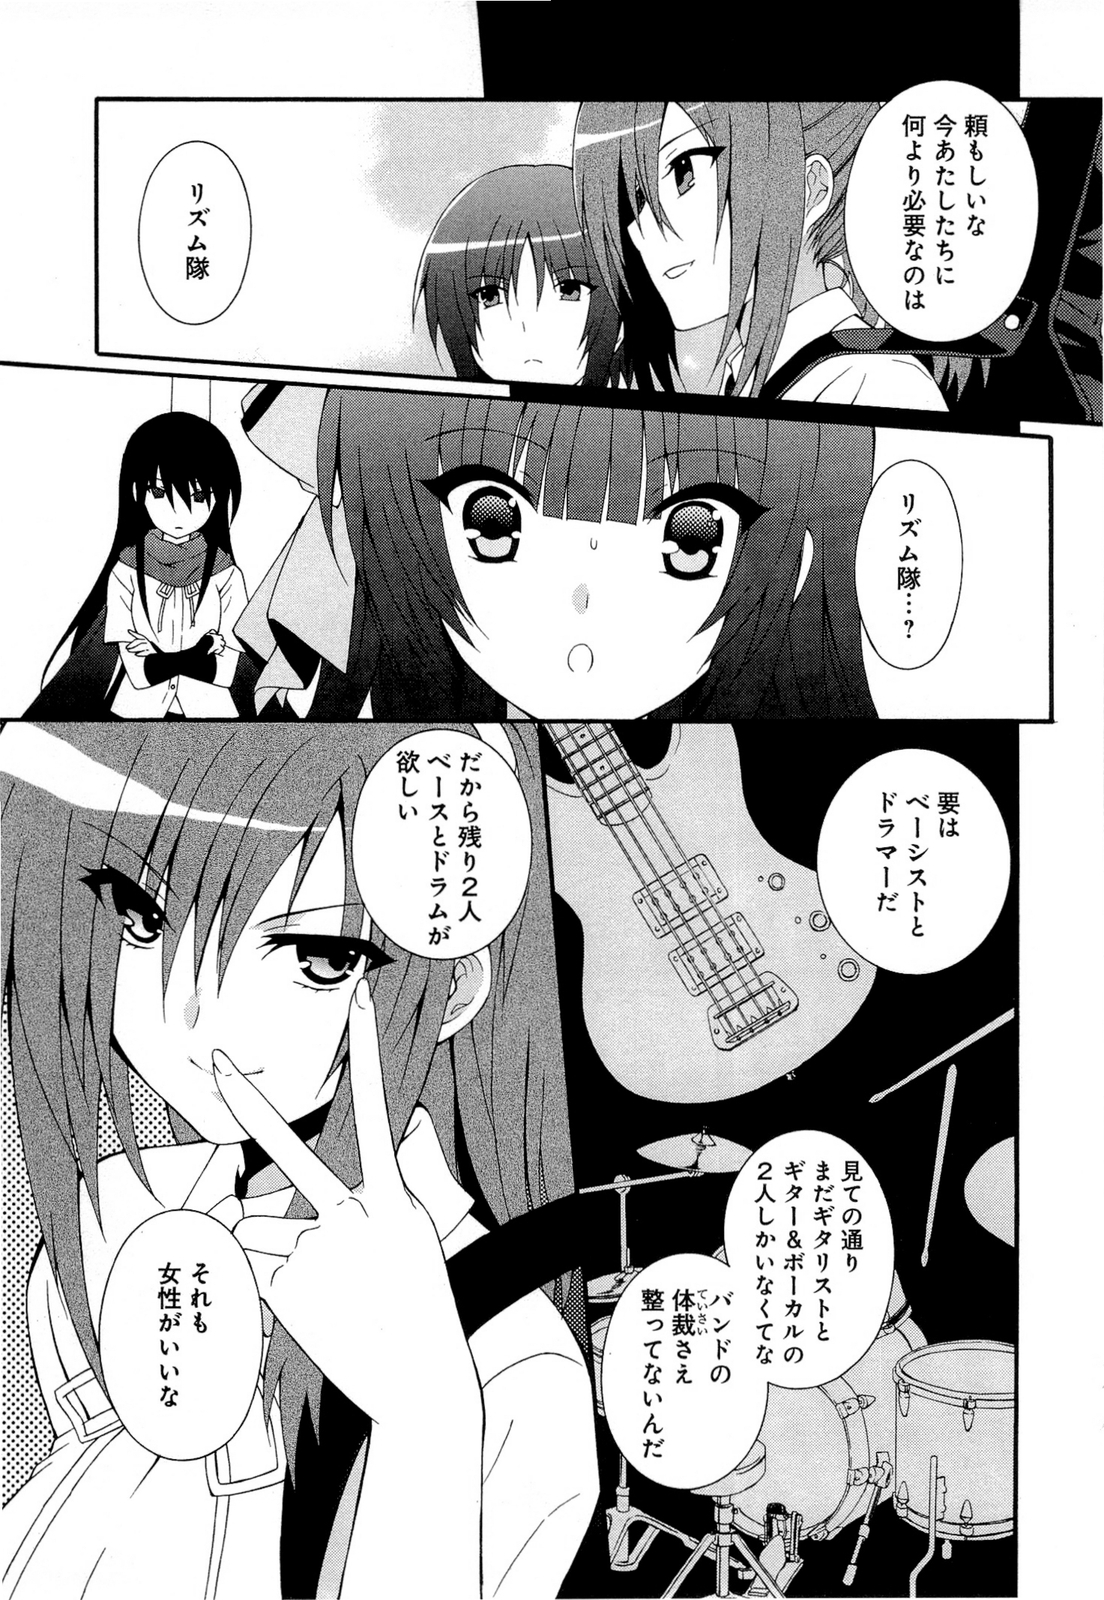 頼もしいな
今あたしたちに
何より必要なのは
リズム隊
リズム隊…?
要は
ベーシストと
ドラマーだ
見ての通り
まだギタリストと
ギター&ボーカルの
2人しかいなくてな
バンドの
体裁さえ
ていさい
整ってないんだ
だから残り2人
ベースとドラムが
欲しい
それも
女性がいいな